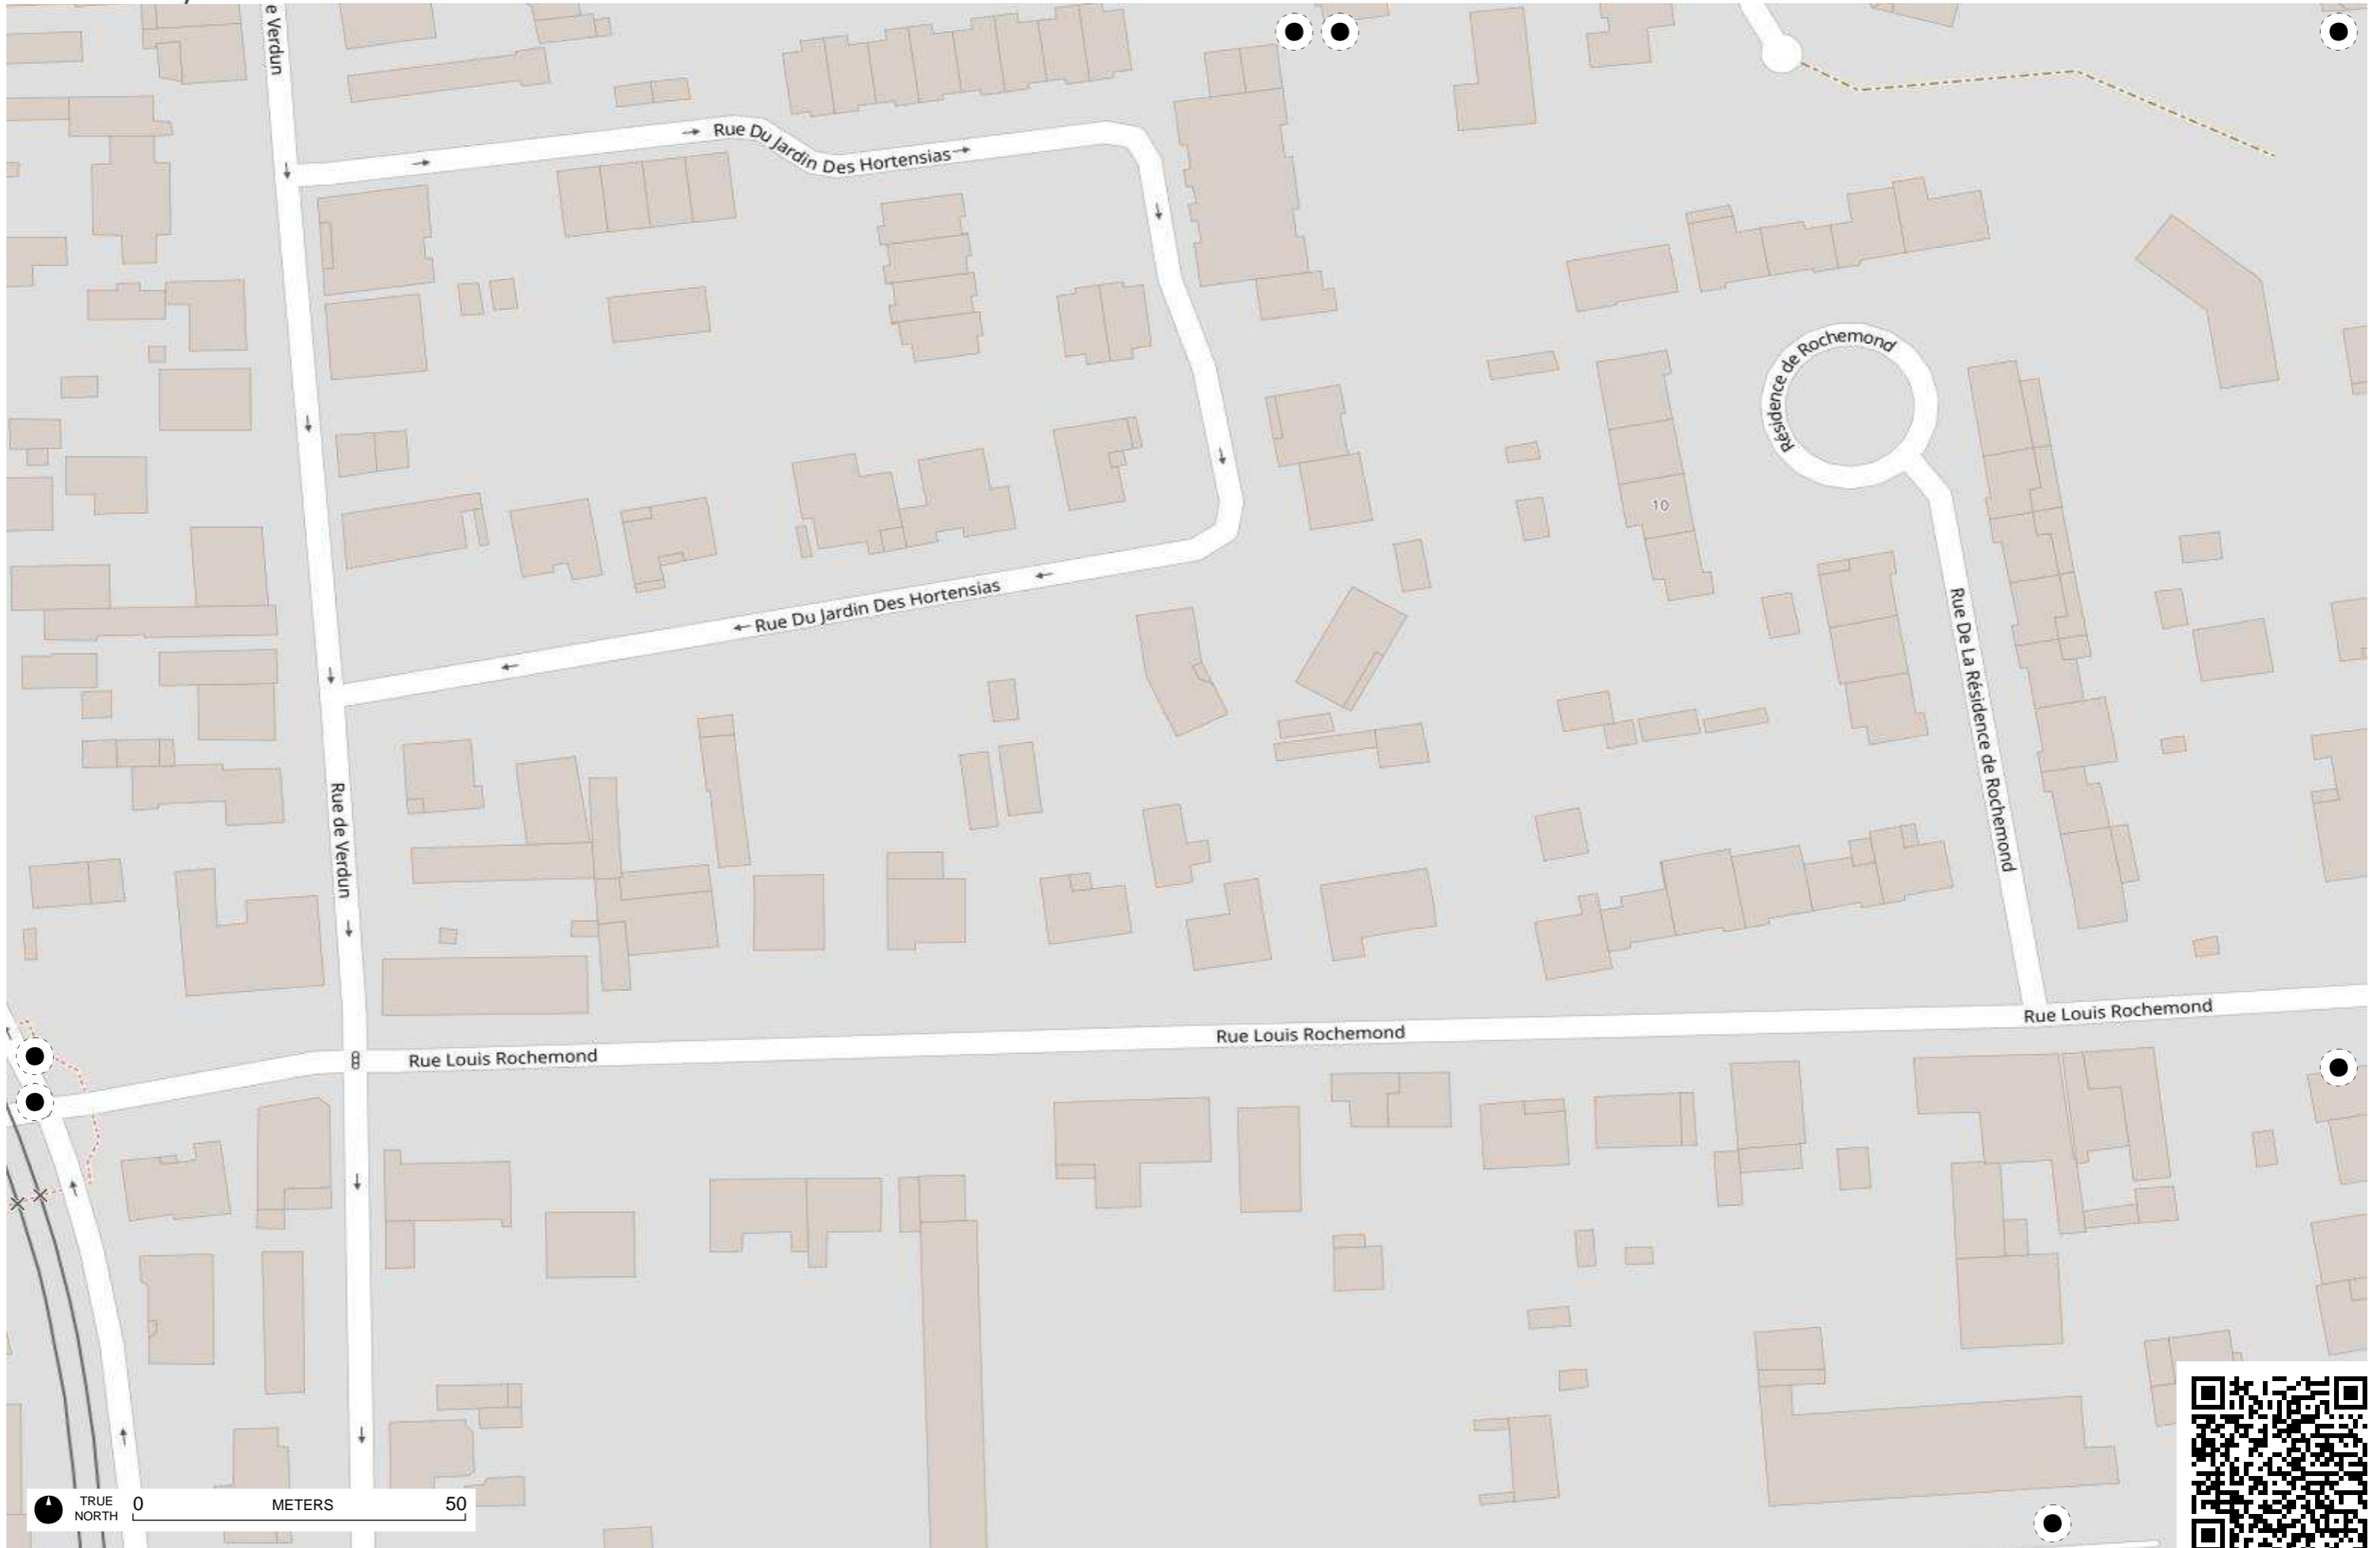 e Verdun
Rue Du Jardin Des Hortensias
Résidence de Rochemond
10
Rue Du Jardin Des Hortensias
Rue De La Résidence de Rochemond
Rue de Verdun
Rue Louis Rochemond
Rue Louis Rochemond
Rue Louis Rochemond
TRUE NORTH
0 METERS 50